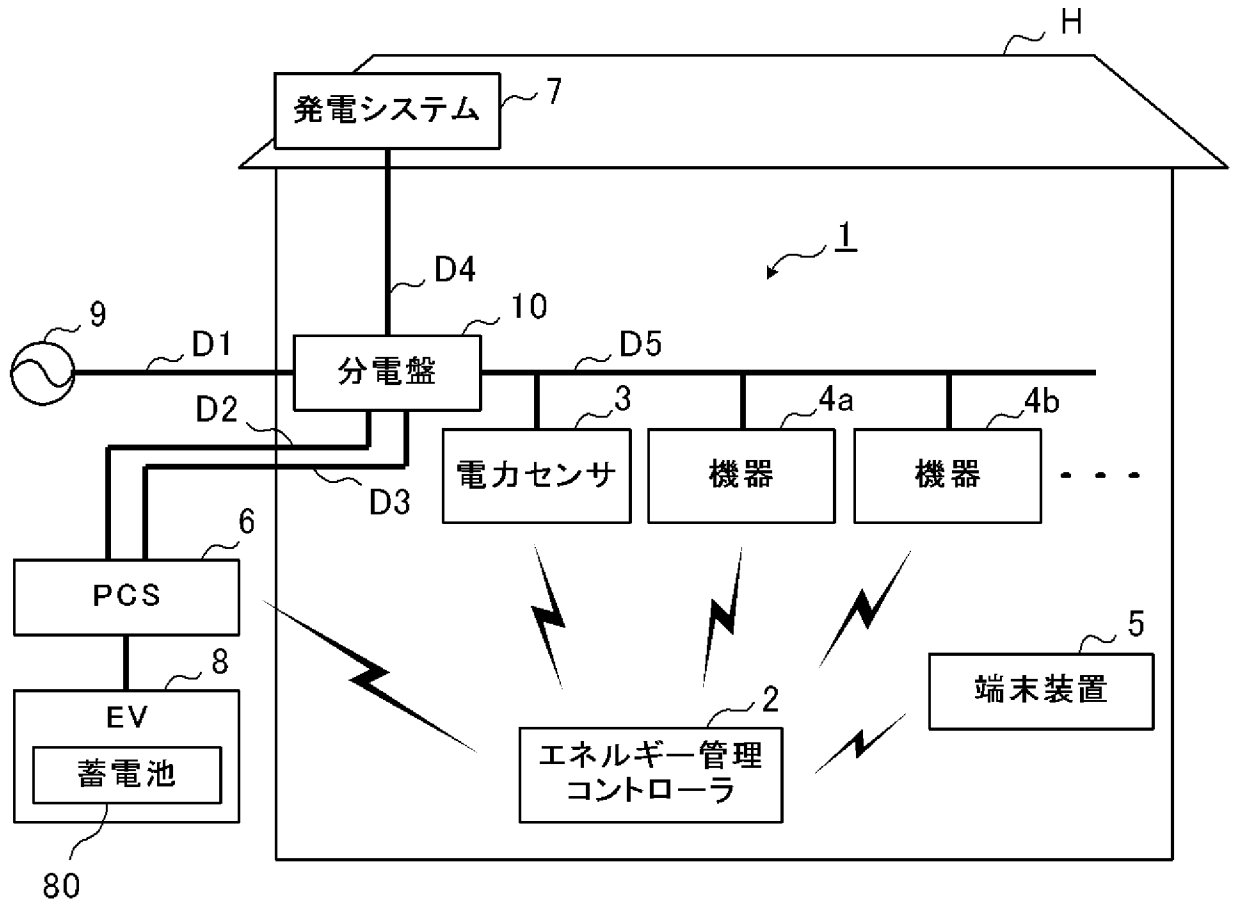 H
発電システム
7
1
D4
10
9
D1
分電盤
D5
D2
3
4a
4b
電力センサ
機器
機器
・・・
D3
6
PCS
5
端末装置
8
EV
2
エネルギー管理
コントローラ
蓄電池
80